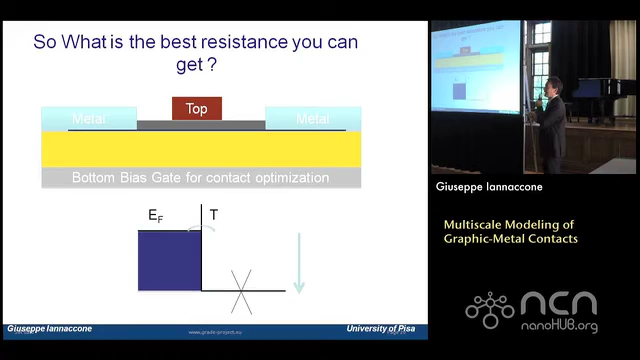 So What is the best resistance you can
get ?
Top
Metal
Metal
Bottom Bias Gate for contact optimization
EF
T
Giuseppe Iannaccone
www.grade-project.eu
University of Pisa
Giuseppe Iannaccone
Multiscale Modeling of
Graphic-Metal Contacts
ncn
nanoHUB.org